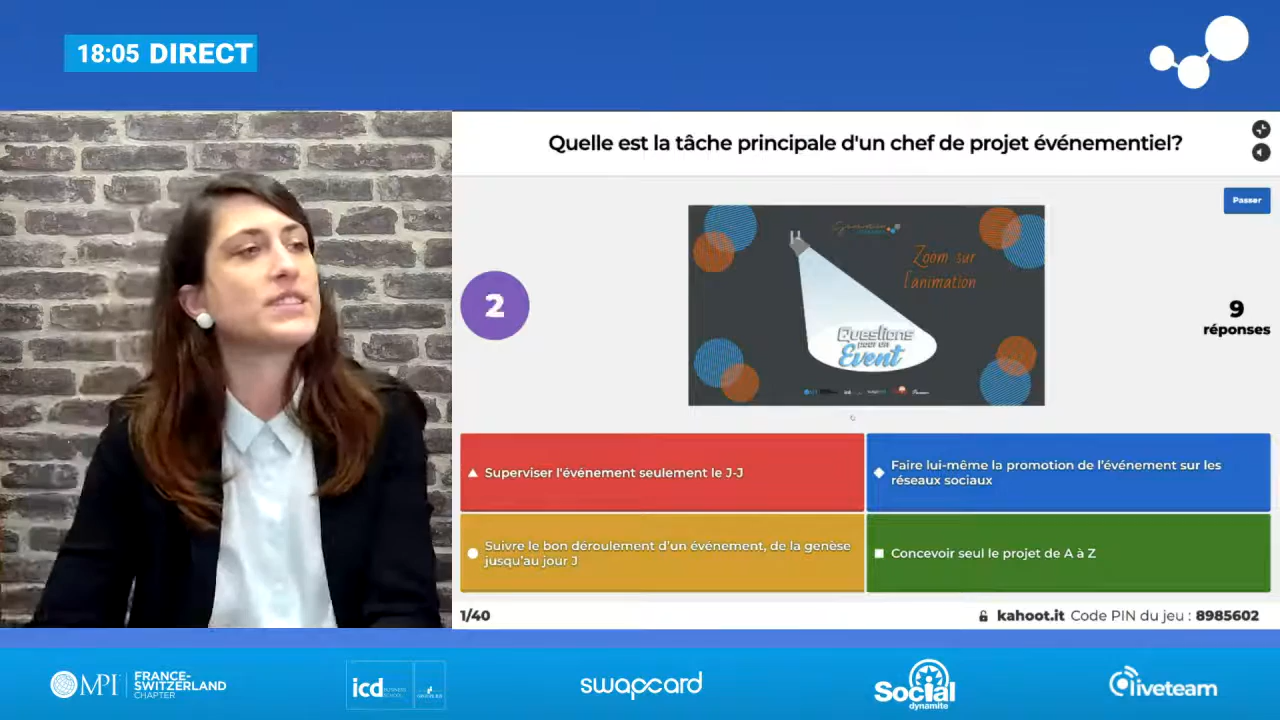 18:05 DIRECT
Quelle est la tâche principale d'un chef de projet événementiel?
Passer
2
Zoom sur
l'animation
Questions
pour un
Event
9
réponses
Superviser l'événement seulement le J-J
Faire lui-même la promotion de l'événement sur les
réseaux sociaux
Suivre le bon déroulement d'un événement, de la genèse
jusqu'au jour J
Concevoir seul le projet de A à Z
1/40
kahoot.it Code PIN du jeu : 8985602
MPI FRANCE-
SWITZERLAND
CHAPTER
icd BUSINESS
SCHOOL
swapcard
Social
dynamite
liveteam